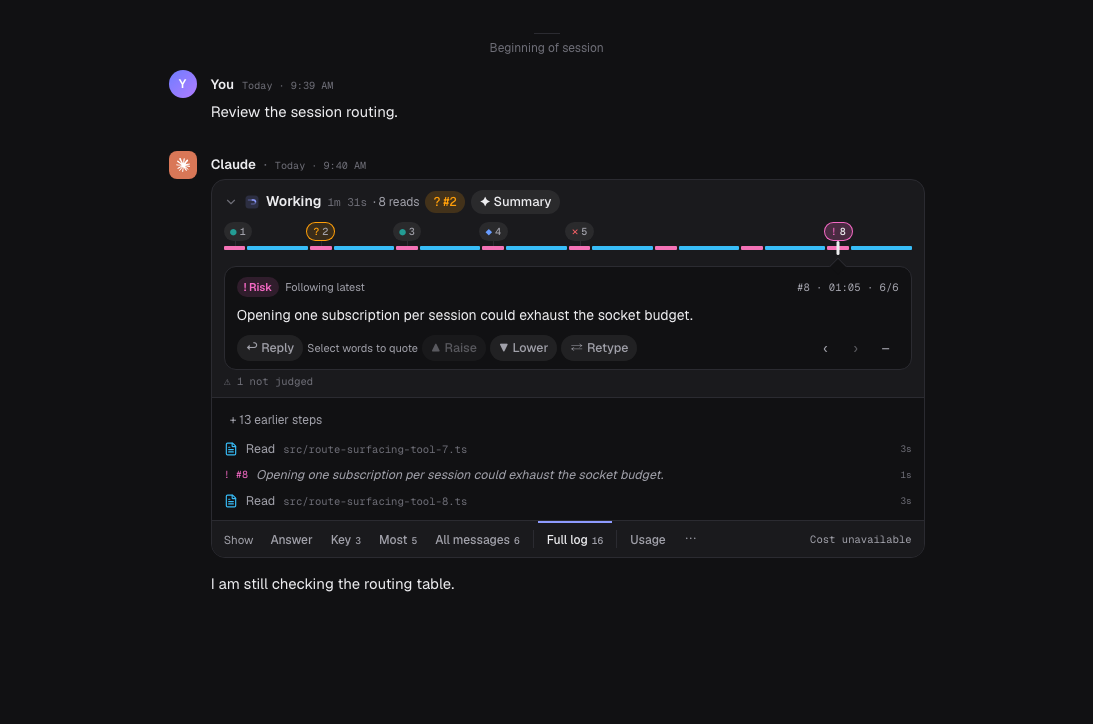 Beginning of session
Y You Today · 9:39 AM
Review the session routing.
Claude · Today · 9:40 AM
Working 1m 31s · 8 reads ? #2 ✦ Summary
● 1 ? 2 ● 3 ◆ 4 × 5 ! 8
! Risk Following latest #8 · 01:05 · 6/6
Opening one subscription per session could exhaust the socket budget.
↩ Reply Select words to quote ▲ Raise ▼ Lower ⇄ Retype ‹ › –
⚠ 1 not judged
+ 13 earlier steps
Read src/route-surfacing-tool-7.ts 3s
! #8 Opening one subscription per session could exhaust the socket budget. 1s
Read src/route-surfacing-tool-8.ts 3s
Show Answer Key 3 Most 5 All messages 6 Full log 16 Usage ··· Cost unavailable
I am still checking the routing table.